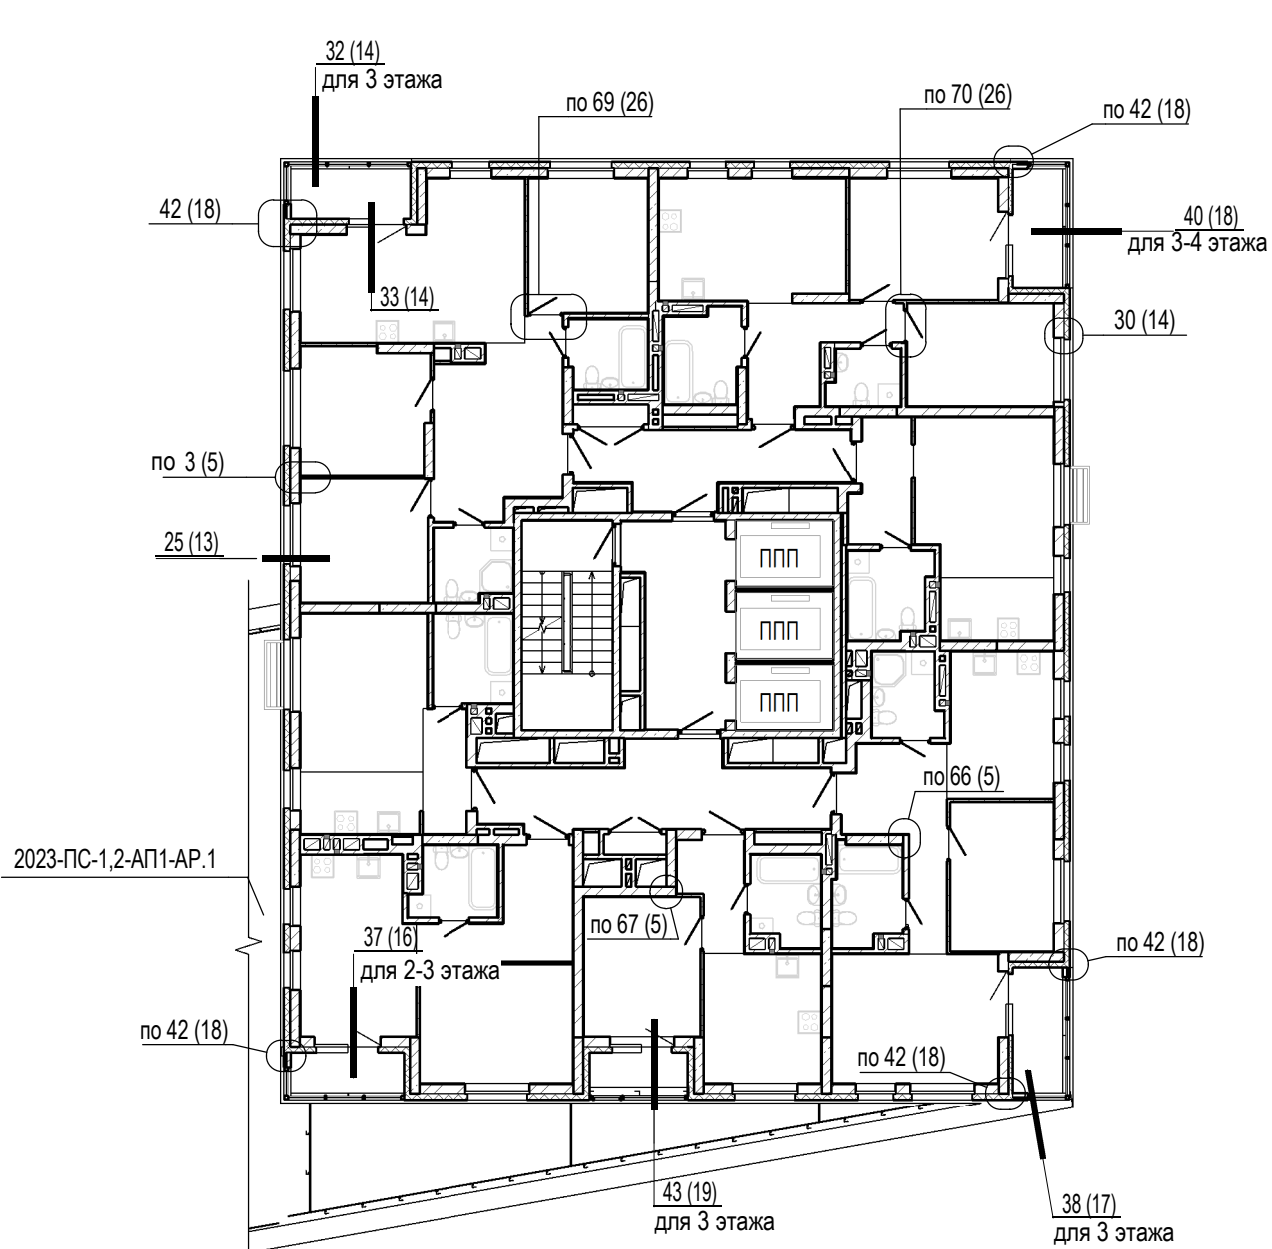 32 (14)
для 3 этажа
по 69 (26)
по 70 (26)
по 42 (18)
42 (18)
40 (18)
для 3-4 этажа
33 (14)
30 (14)
по 3 (5)
25 (13)
ППП
ППП
ППП
по 66 (5)
2023-ПС-1,2-АП1-АР.1
37 (16)
для 2-3 этажа
по 67 (5)
по 42 (18)
по 42 (18)
по 42 (18)
43 (19)
для 3 этажа
38 (17)
для 3 этажа